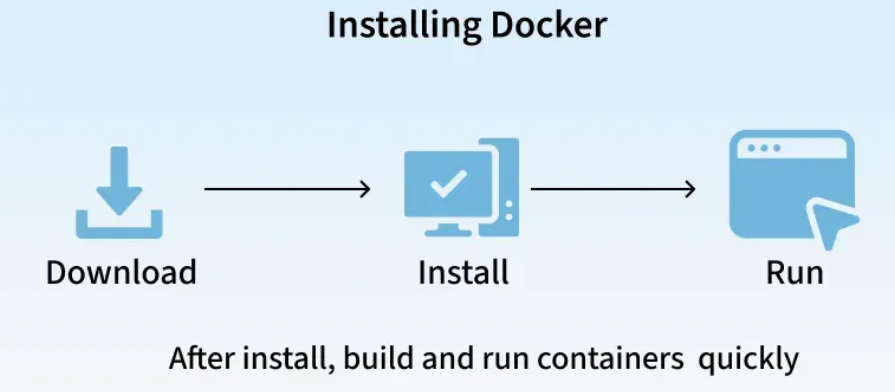 Installing Docker
Download
Install
Run
After install, build and run containers quickly